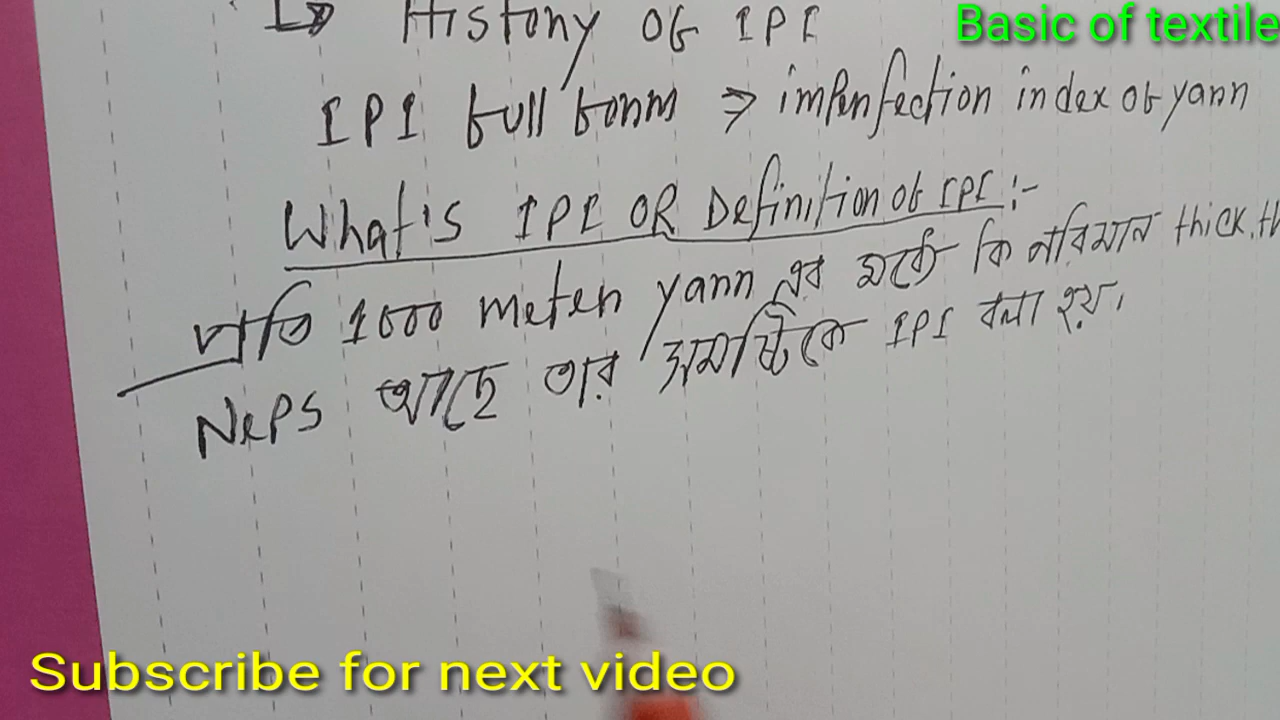 Basic of textile
History of IPI
IPI full form ⇒ imperfection index of yarn
What's IPI OR Definition of IPI :-
প্রতি 1000 meter yarn এর মধ্যে কি পরিমান thick, th
Neps আছে তার সমষ্টিকে IPI বলা হয়।
Subscribe for next video